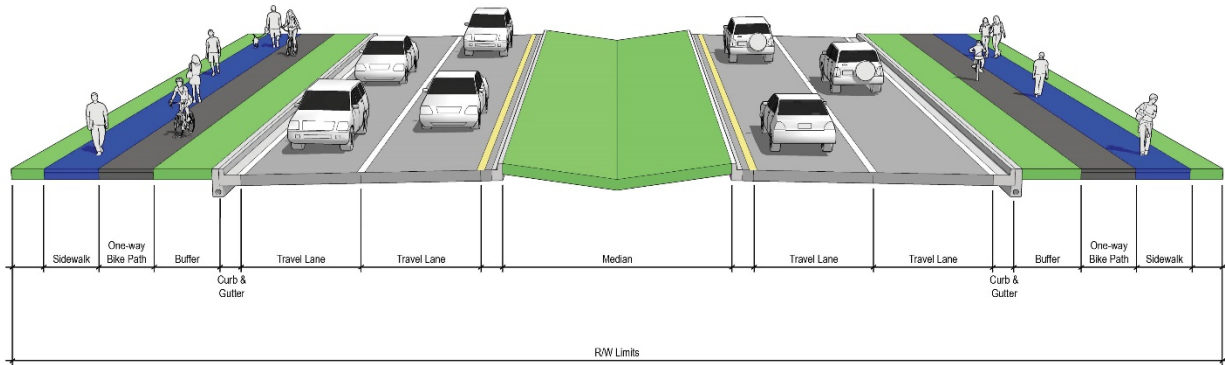 Sidewalk
One-way
Bike Path
Buffer
Curb &
Gutter
Travel Lane
Travel Lane
Median
Travel Lane
Travel Lane
Curb &
Gutter
Buffer
One-way
Bike Path
Sidewalk
R/W Limits